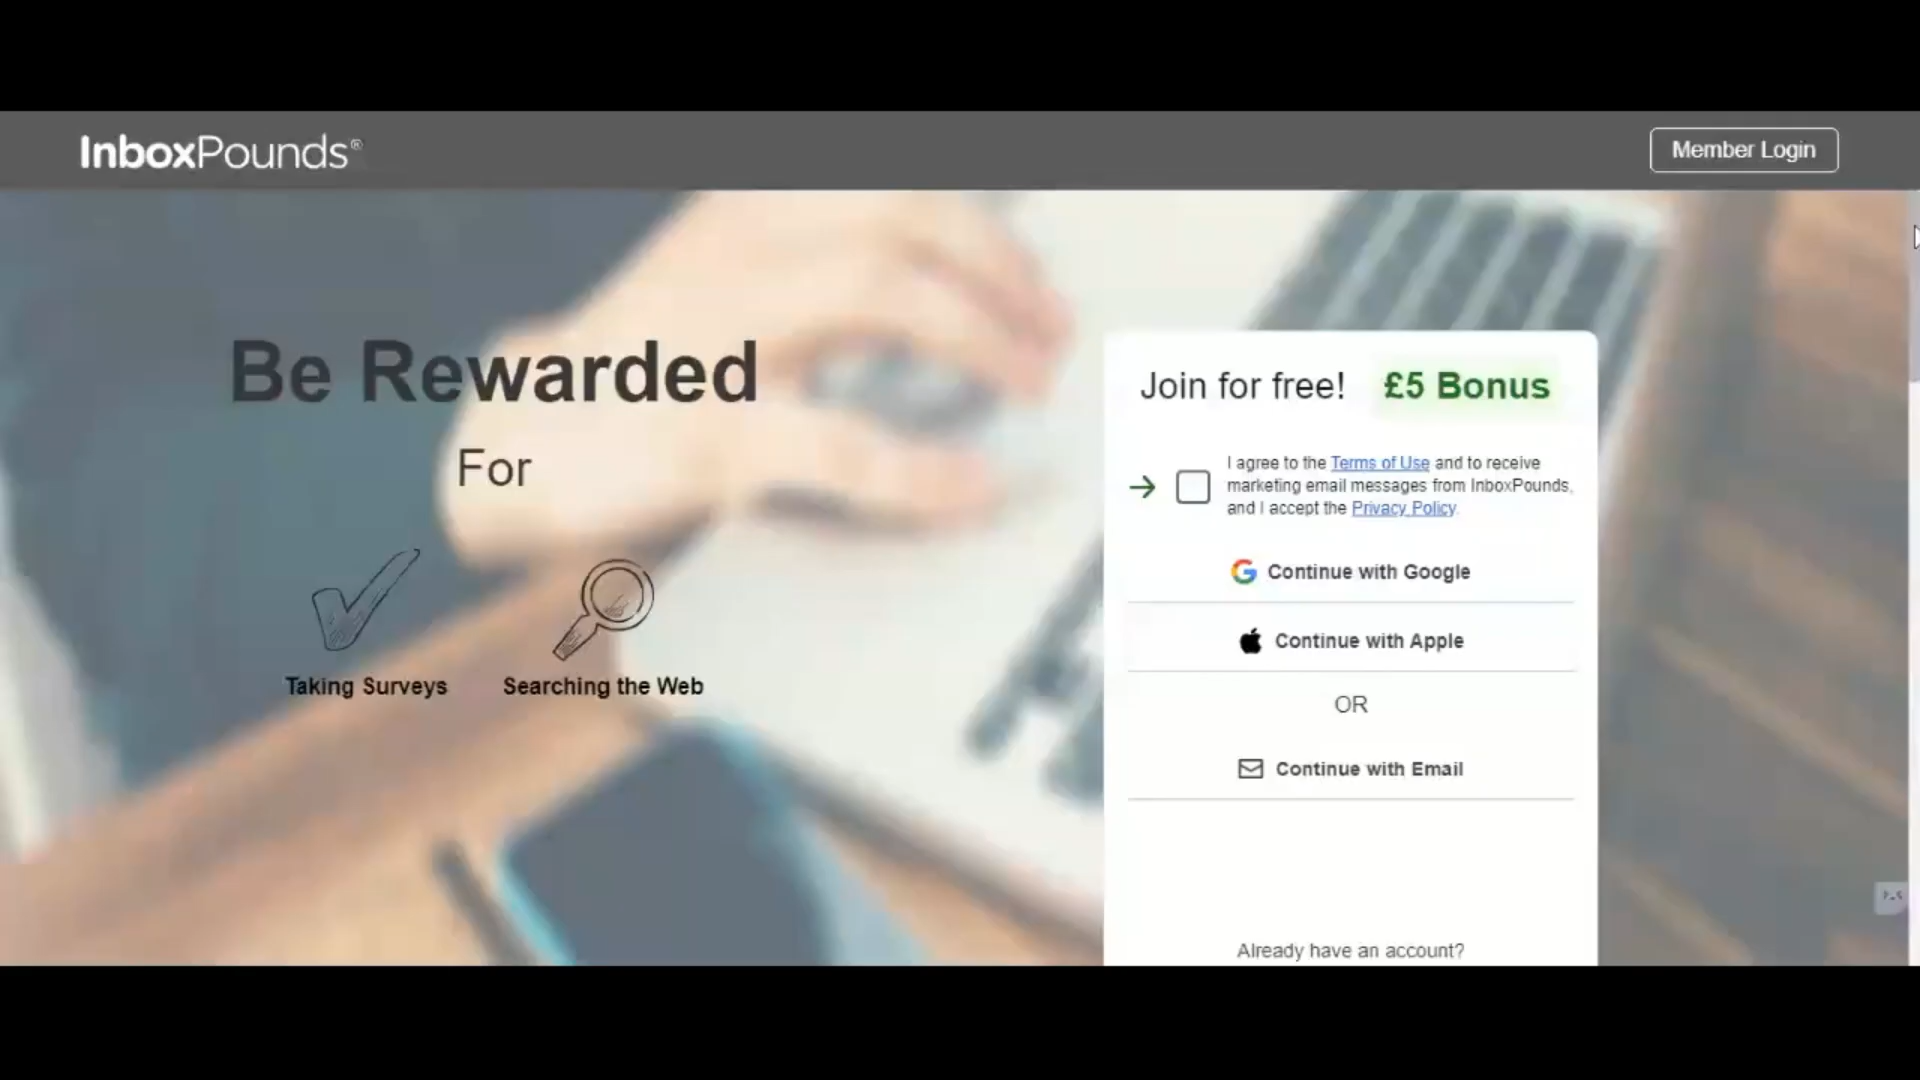 InboxPounds®
Member Login
Be Rewarded
For
Taking Surveys
Searching the Web
Join for free! £5 Bonus
I agree to the Terms of Use and to receive
marketing email messages from InboxPounds,
and I accept the Privacy Policy.
Continue with Google
Continue with Apple
OR
Continue with Email
Already have an account?